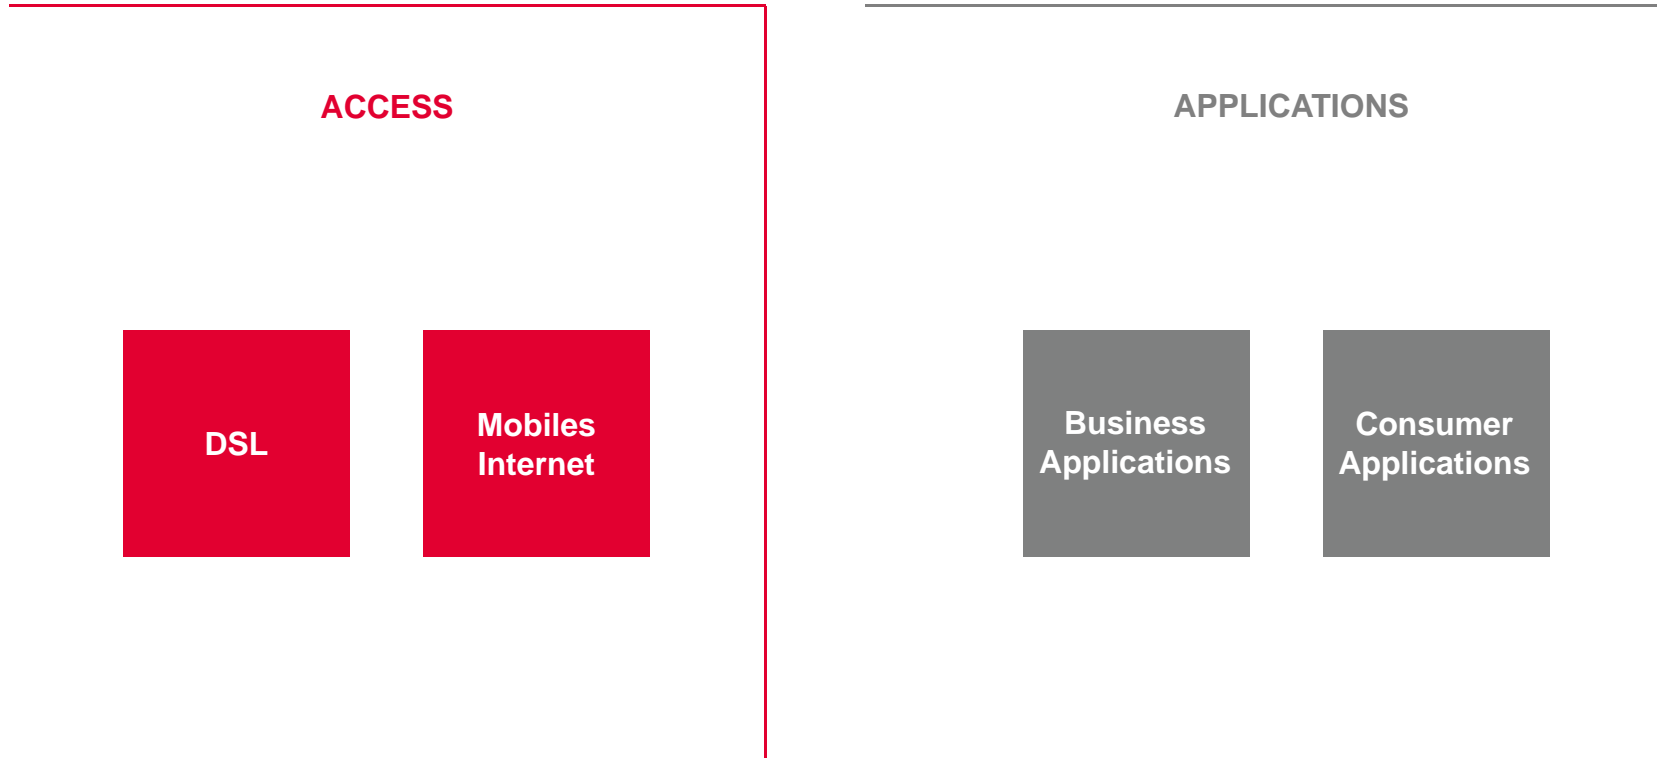 ACCESS
APPLICATIONS
DSL
Mobiles
Internet
Business
Applications
Consumer
Applications